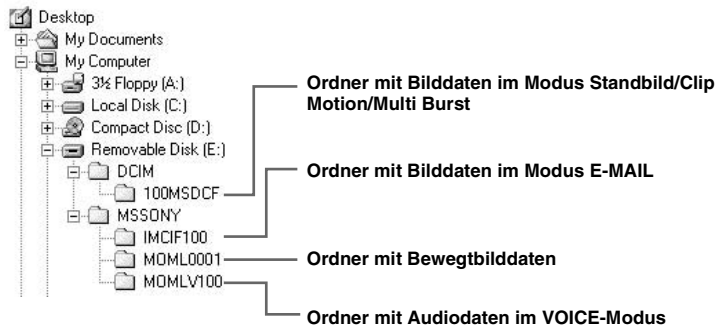 Desktop
My Documents
My Computer
3½ Floppy (A:)
Local Disk (C:)
Compact Disc (D:)
Removable Disk (E:)
DCIM
100MSDCF
MSSONY
IMCIF100
MOML0001
MOMLV100
Ordner mit Bilddaten im Modus Standbild/Clip
Motion/Multi Burst
Ordner mit Bilddaten im Modus E-MAIL
Ordner mit Bewegtbilddaten
Ordner mit Audiodaten im VOICE-Modus